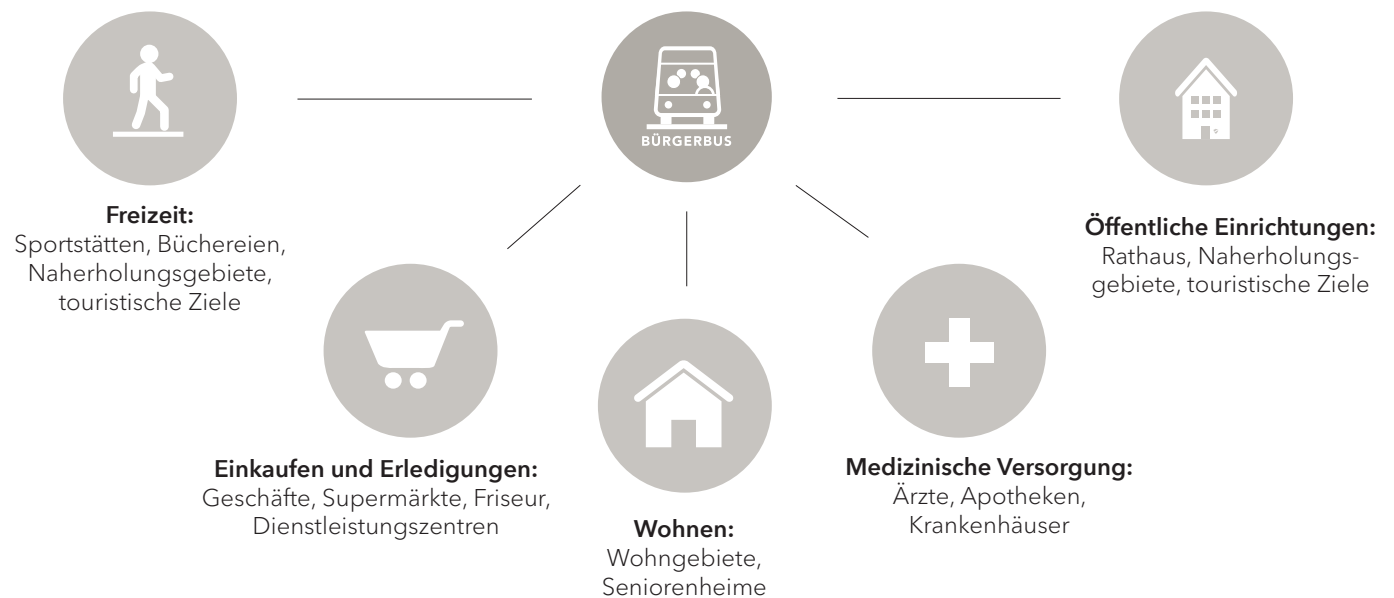 BÜRGERBUS
Freizeit:
Sportstätten, Büchereien,
Naherholungsgebiete,
touristische Ziele
Öffentliche Einrichtungen:
Rathaus, Naherholungs-
gebiete, touristische Ziele
Einkaufen und Erledigungen:
Geschäfte, Supermärkte, Friseur,
Dienstleistungszentren
Wohnen:
Wohngebiete,
Seniorenheime
Medizinische Versorgung:
Ärzte, Apotheken,
Krankenhäuser